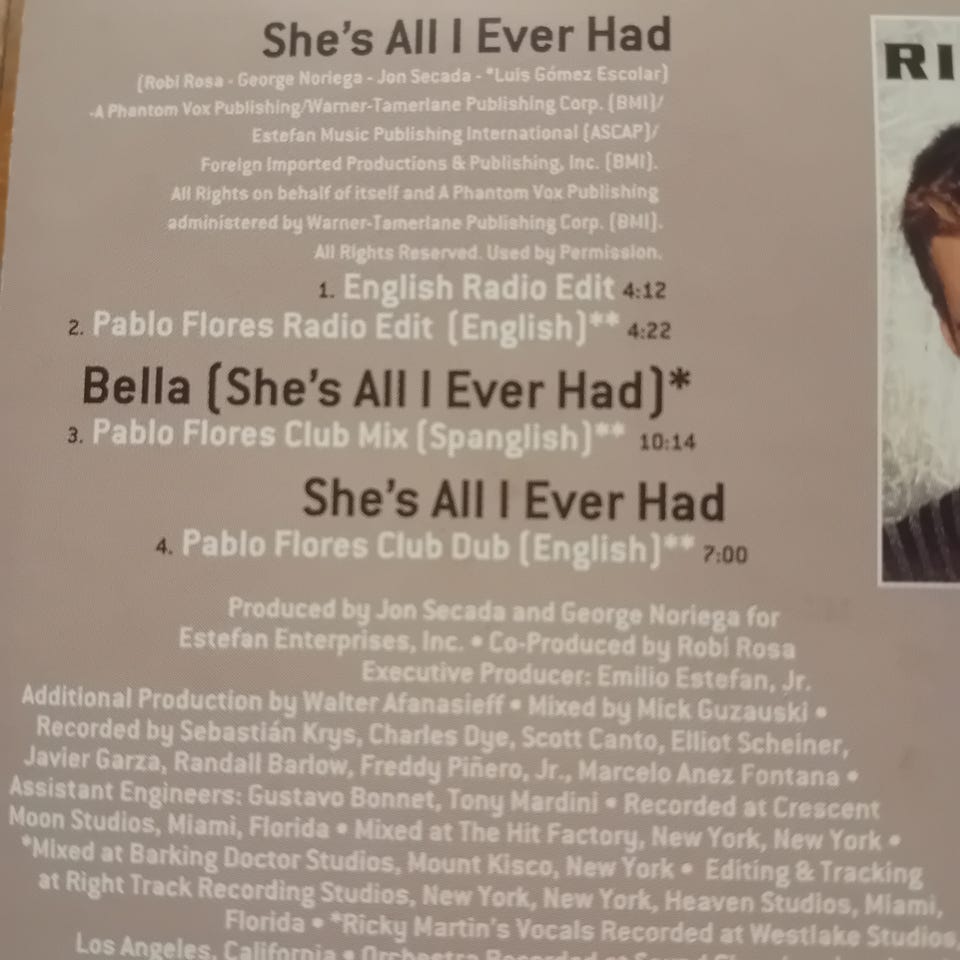 She's All I Ever Had
(Robi Rosa - George Noriega - Jon Secada - *Luis Gómez Escolar)
-A Phantom Vox Publishing/Warner-Tamerlane Publishing Corp. (BMI)/
Estefan Music Publishing International (ASCAP)/
Foreign Imported Productions & Publishing, Inc. (BMI).
All Rights on behalf of itself and A Phantom Vox Publishing
administered by Warner-Tamerlane Publishing Corp. (BMI).
All Rights Reserved. Used by Permission.
1. English Radio Edit 4:12
2. Pablo Flores Radio Edit (English)** 4:22
Bella (She's All I Ever Had)*
3. Pablo Flores Club Mix (Spanglish)** 10:14
She's All I Ever Had
4. Pablo Flores Club Dub (English)** 7:00
Produced by Jon Secada and George Noriega for
Estefan Enterprises, Inc. • Co-Produced by Robi Rosa
Executive Producer: Emilio Estefan, Jr.
Additional Production by Walter Afanasieff • Mixed by Mick Guzauski •
Recorded by Sebastián Krys, Charles Dye, Scott Canto, Elliot Scheiner,
Javier Garza, Randall Barlow, Freddy Piñero, Jr., Marcelo Anez Fontana •
Assistant Engineers: Gustavo Bonnet, Tony Mardini • Recorded at Crescent
Moon Studios, Miami, Florida • Mixed at The Hit Factory, New York, New York •
*Mixed at Barking Doctor Studios, Mount Kisco, New York • Editing & Tracking
at Right Track Recording Studios, New York, New York, Heaven Studios, Miami,
Florida • *Ricky Martin's Vocals Recorded at Westlake Studios,
Los Angeles, California • Orchestra Recorded at
RI